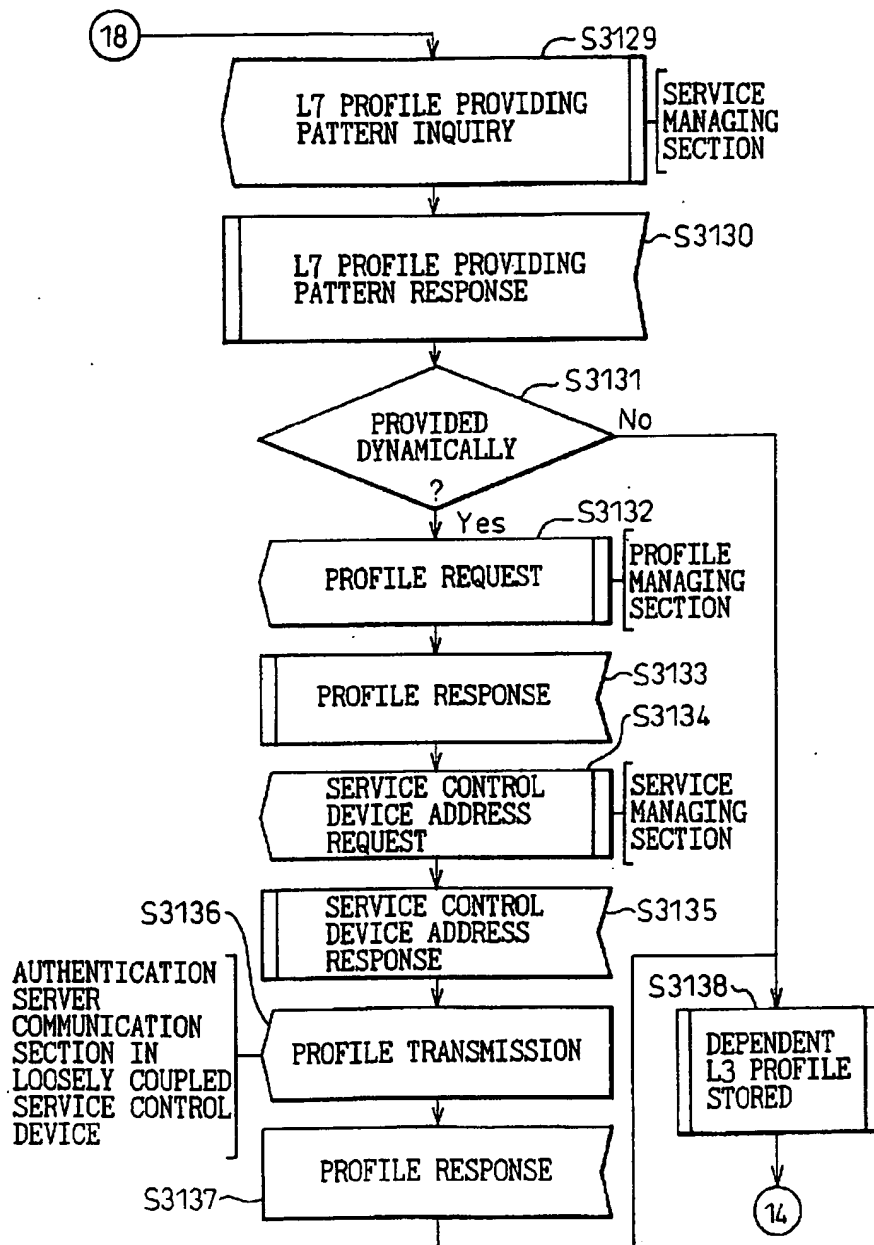 18
S3129
L7 PROFILE PROVIDING
PATTERN INQUIRY
SERVICE
MANAGING
SECTION
S3130
L7 PROFILE PROVIDING
PATTERN RESPONSE
S3131
PROVIDED
DYNAMICALLY
?
No
Yes
S3132
PROFILE REQUEST
PROFILE
MANAGING
SECTION
S3133
PROFILE RESPONSE
S3134
SERVICE CONTROL
DEVICE ADDRESS
REQUEST
SERVICE
MANAGING
SECTION
S3135
SERVICE CONTROL
DEVICE ADDRESS
RESPONSE
S3136
AUTHENTICATION
SERVER
COMMUNICATION
SECTION IN
LOOSELY COUPLED
SERVICE CONTROL
DEVICE
PROFILE TRANSMISSION
S3138
DEPENDENT
L3 PROFILE
STORED
PROFILE RESPONSE
S3137
14